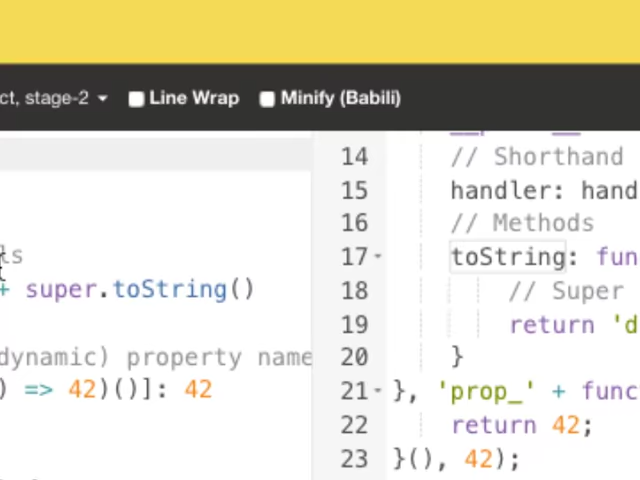 ct, stage-2 Line Wrap Minify (Babili)
ls
+ super.toString()
dynamic) property name
) => 42)()]: 42
14 // Shorthand
15 handler: hand
16 // Methods
17 toString: fun
18 // Super
19 return 'd
20 }
21 }, 'prop_' + func
22 return 42;
23 }(), 42);